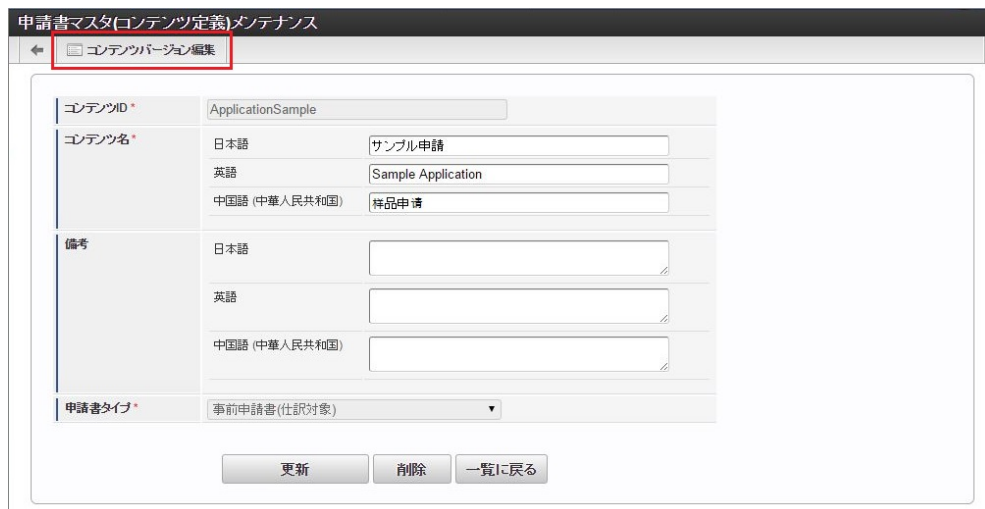 申請書マスタ(コンテンツ定義)メンテナンス
コンテンツバージョン編集
コンテンツID*
ApplicationSample
コンテンツ名*
日本語
サンプル申請
英語
Sample Application
中国語 (中華人民共和国)
样品申请
備考
日本語
英語
中国語 (中華人民共和国)
申請書タイプ*
事前申請書(仕訳対象)
更新
削除
一覧に戻る